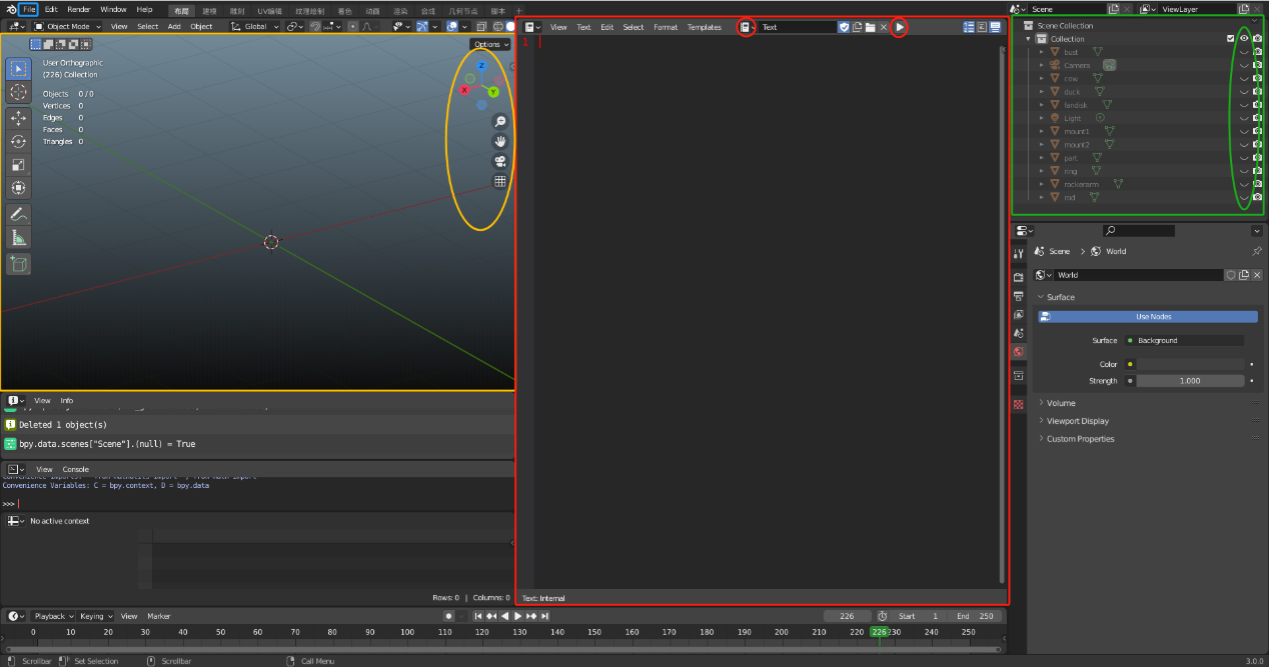 File Edit Render Window Help 布局 建模 雕刻 UV编辑 纹理绘制 着色 动画 渲染 合成 几何节点 脚本 +
Scene ViewLayer
Object Mode View Select Add Object Global
View Text Edit Select Format Templates Text
Options
User Orthographic
(226) Collection
Objects 0/0
Vertices 0
Edges 0
Faces 0
Triangles 0
Z
X
Y
1
Scene Collection
Collection
bust
Camera
cow
duck
fandisk
Light
mount1
mount2
part
ring
rockerarm
rod
Scene > World
World
Surface
Use Nodes
Surface Background
Color
Strength 1.000
Volume
Viewport Display
Custom Properties
View Info
Deleted 1 object(s)
bpy.data.scenes["Scene"].(null) = True
View Console
Convenience Variables: C = bpy.context, D = bpy.data
>>>
No active context
Rows: 0 | Columns: 0
Text: Internal
Playback Keying View Marker
226 Start 1 End 250
0 10 20 30 40 50 60 70 80 90 100 110 120 130 140 150 160 170 180 190 200 210 220 226 230 240 250
Scrollbar Set Selection Scrollbar Call Menu 3.0.0